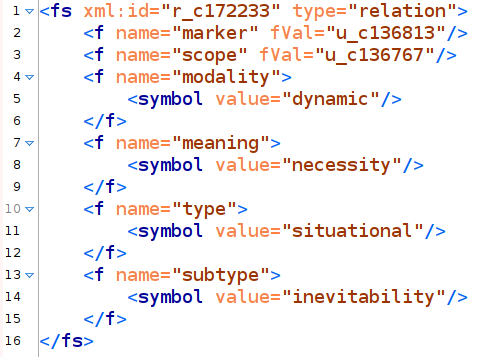 1 <fs xml:id="r_c172233" type="relation">
2 <f name="marker" fVal="u_c136813"/>
3 <f name="scope" fVal="u_c136767"/>
4 <f name="modality">
5 <symbol value="dynamic"/>
6 </f>
7 <f name="meaning">
8 <symbol value="necessity"/>
9 </f>
10 <f name="type">
11 <symbol value="situational"/>
12 </f>
13 <f name="subtype">
14 <symbol value="inevitability"/>
15 </f>
16 </fs>